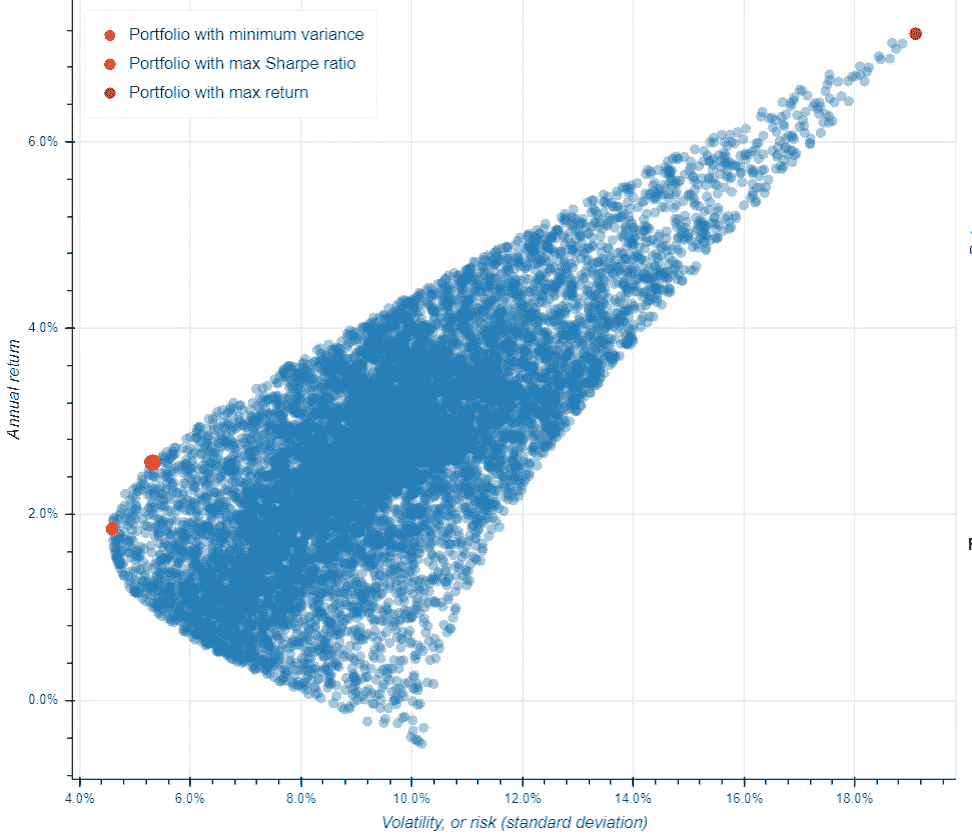 Portfolio with minimum variance
Portfolio with max Sharpe ratio
Portfolio with max return
6.0%
4.0%
2.0%
0.0%
Annual return
4.0% 6.0% 8.0% 10.0% 12.0% 14.0% 16.0% 18.0%
Volatility, or risk (standard deviation)